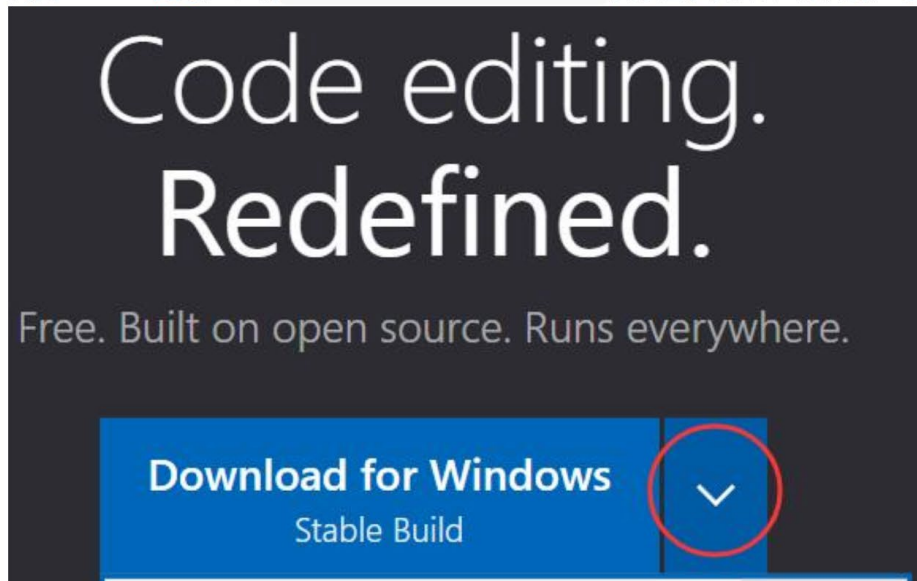 Code editing.
Redefined.
Free. Built on open source. Runs everywhere.
Download for Windows
Stable Build